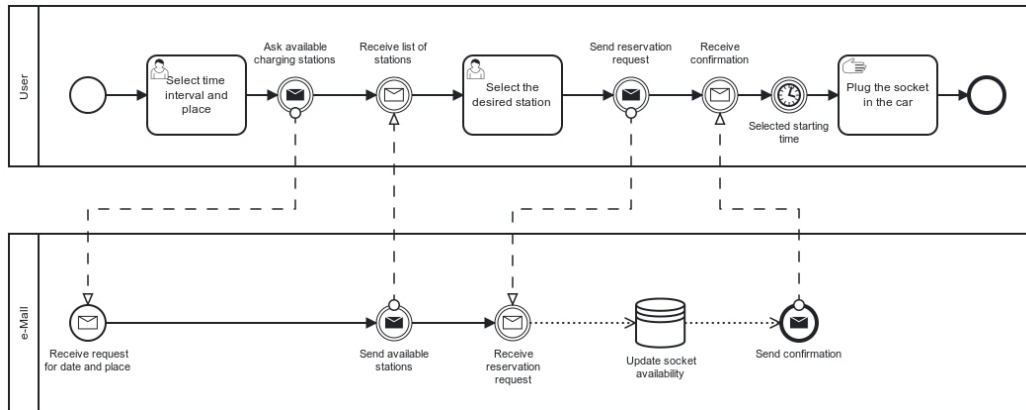 User
Select time
interval and
place
Ask available
charging stations
Receive list of
stations
Select the
desired station
Send reservation
request
Receive
confirmation
Selected starting
time
Plug the socket
in the car
e-Mall
Receive request
for date and place
Send available
stations
Receive
reservation
request
Update socket
availability
Send confirmation